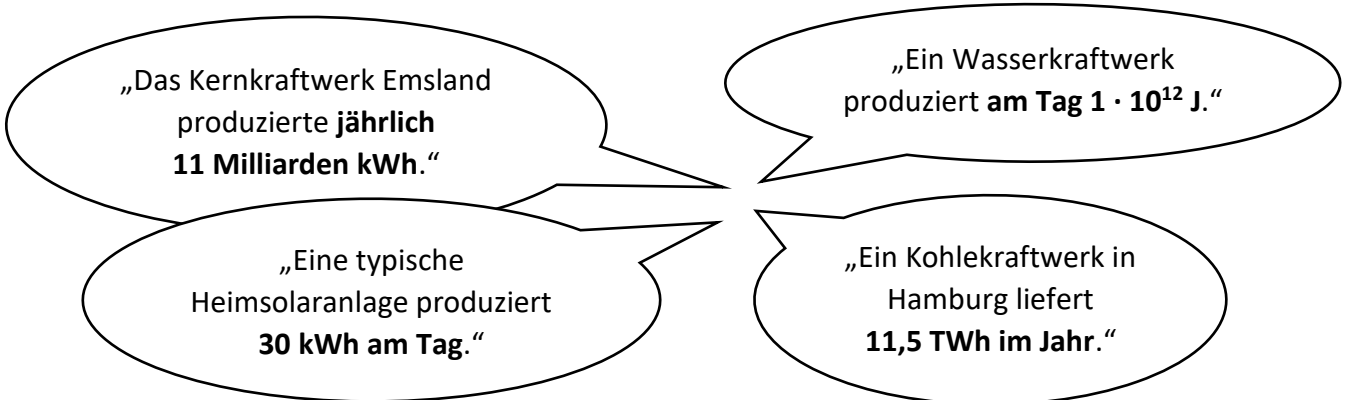 „Das Kernkraftwerk Emsland
produzierte jährlich
11 Milliarden kWh.“
„Ein Wasserkraftwerk
produziert am Tag 1 · 10¹² J.“
„Eine typische
Heimsolaranlage produziert
30 kWh am Tag.“
„Ein Kohlekraftwerk in
Hamburg liefert
11,5 TWh im Jahr.“